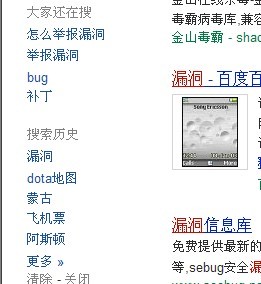 大家还在搜
怎么举报漏洞
举报漏洞
bug
补丁
搜索历史
漏洞
dota地图
蒙古
飞机票
阿斯顿
更多 »
清除 - 关闭
毒霸病毒库,兼容
金山毒霸 - shac
漏洞 - 百度百
Sony Ericsson
漏洞信息库
免费提供最新的
等,sebug安全漏